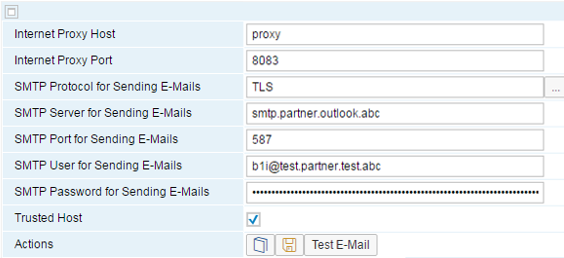 Internet Proxy Host proxy
Internet Proxy Port 8083
SMTP Protocol for Sending E-Mails TLS ...
SMTP Server for Sending E-Mails smtp.partner.outlook.abc
SMTP Port for Sending E-Mails 587
SMTP User for Sending E-Mails b1i@test.partner.test.abc
SMTP Password for Sending E-Mails
Trusted Host
Actions Test E-Mail